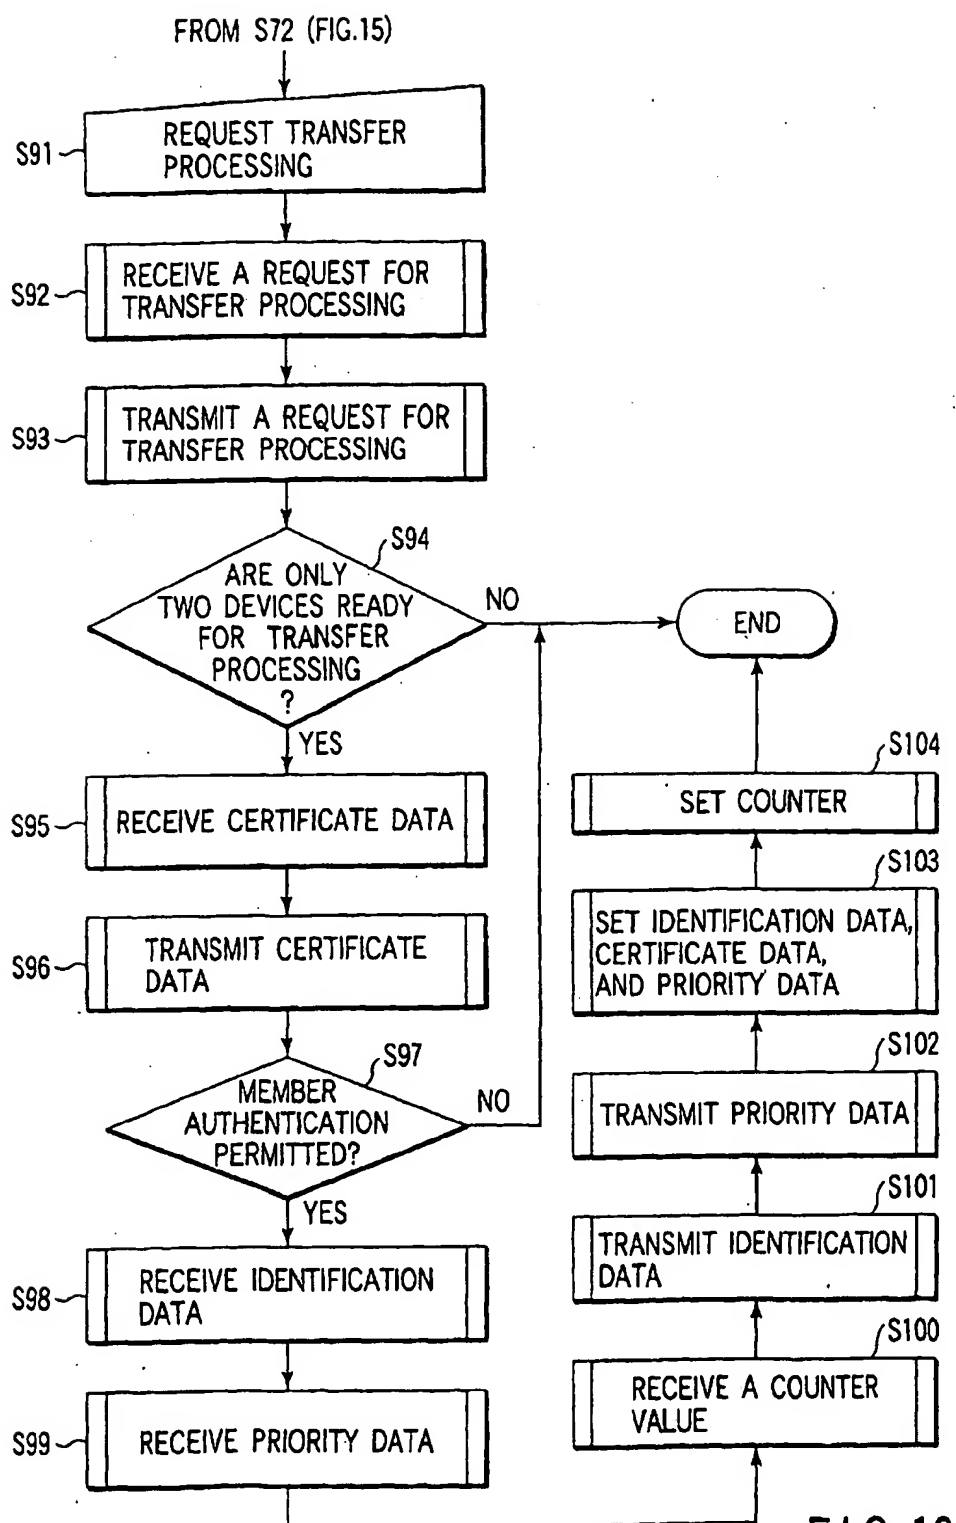 FROM S72 (FIG.15)
S91
REQUEST TRANSFER
PROCESSING
S92
RECEIVE A REQUEST FOR
TRANSFER PROCESSING
S93
TRANSMIT A REQUEST FOR
TRANSFER PROCESSING
S94
ARE ONLY
TWO DEVICES READY
FOR TRANSFER
PROCESSING
?
NO
END
YES
S95
RECEIVE CERTIFICATE DATA
S96
TRANSMIT CERTIFICATE
DATA
S97
MEMBER
AUTHENTICATION
PERMITTED?
NO
YES
S98
RECEIVE IDENTIFICATION
DATA
S99
RECEIVE PRIORITY DATA
S104
SET COUNTER
S103
SET IDENTIFICATION DATA,
CERTIFICATE DATA,
AND PRIORITY DATA
S102
TRANSMIT PRIORITY DATA
S101
TRANSMIT IDENTIFICATION
DATA
S100
RECEIVE A COUNTER
VALUE